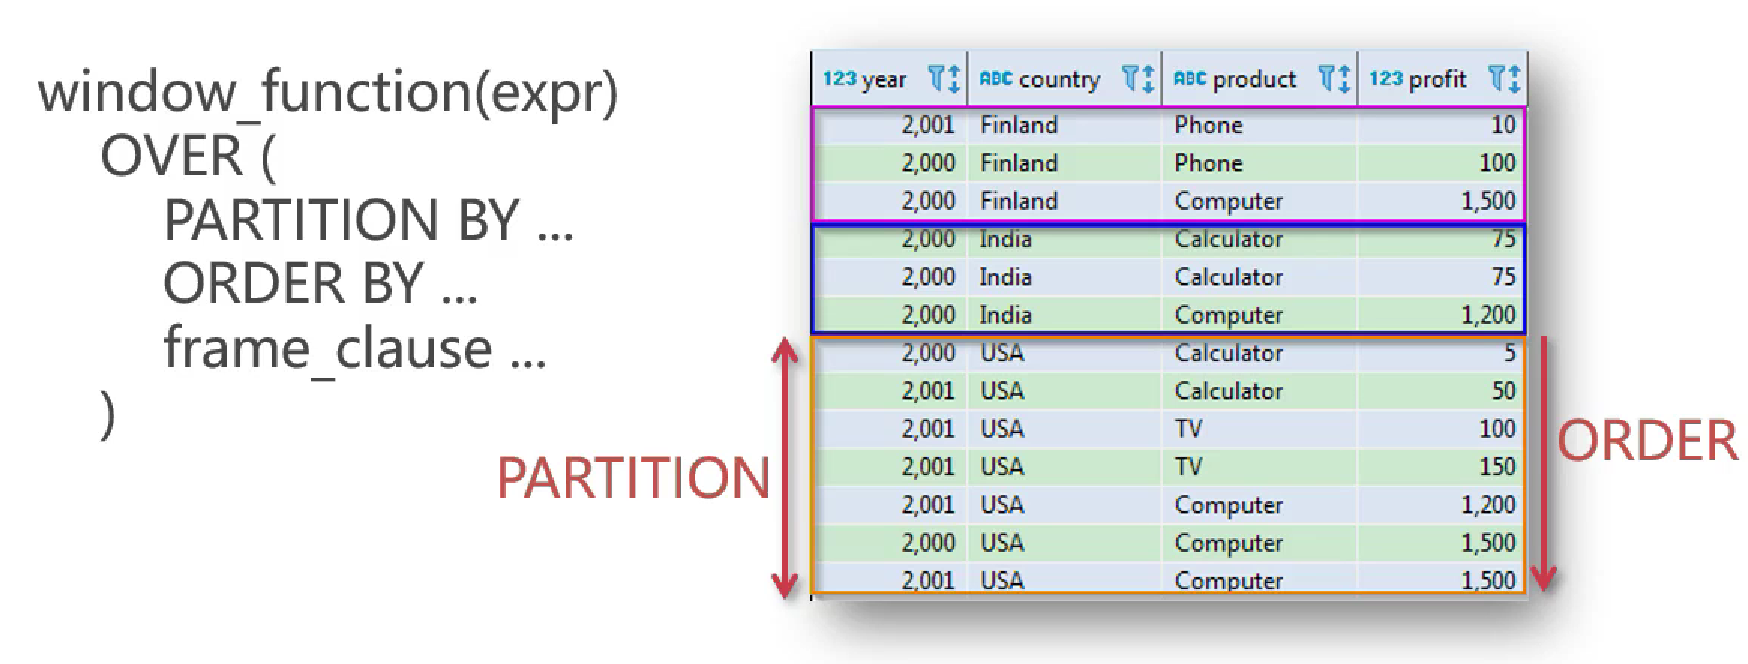 window_function(expr)
OVER (
PARTITION BY ...
ORDER BY ...
frame_clause ...
)
PARTITION
123 year ABC country ABC product 123 profit
2,001 Finland Phone 10
2,000 Finland Phone 100
2,000 Finland Computer 1,500
2,000 India Calculator 75
2,000 India Calculator 75
2,000 India Computer 1,200
2,000 USA Calculator 5
2,001 USA Calculator 50
2,001 USA TV 100
2,001 USA TV 150
2,001 USA Computer 1,200
2,000 USA Computer 1,500
2,001 USA Computer 1,500
ORDER